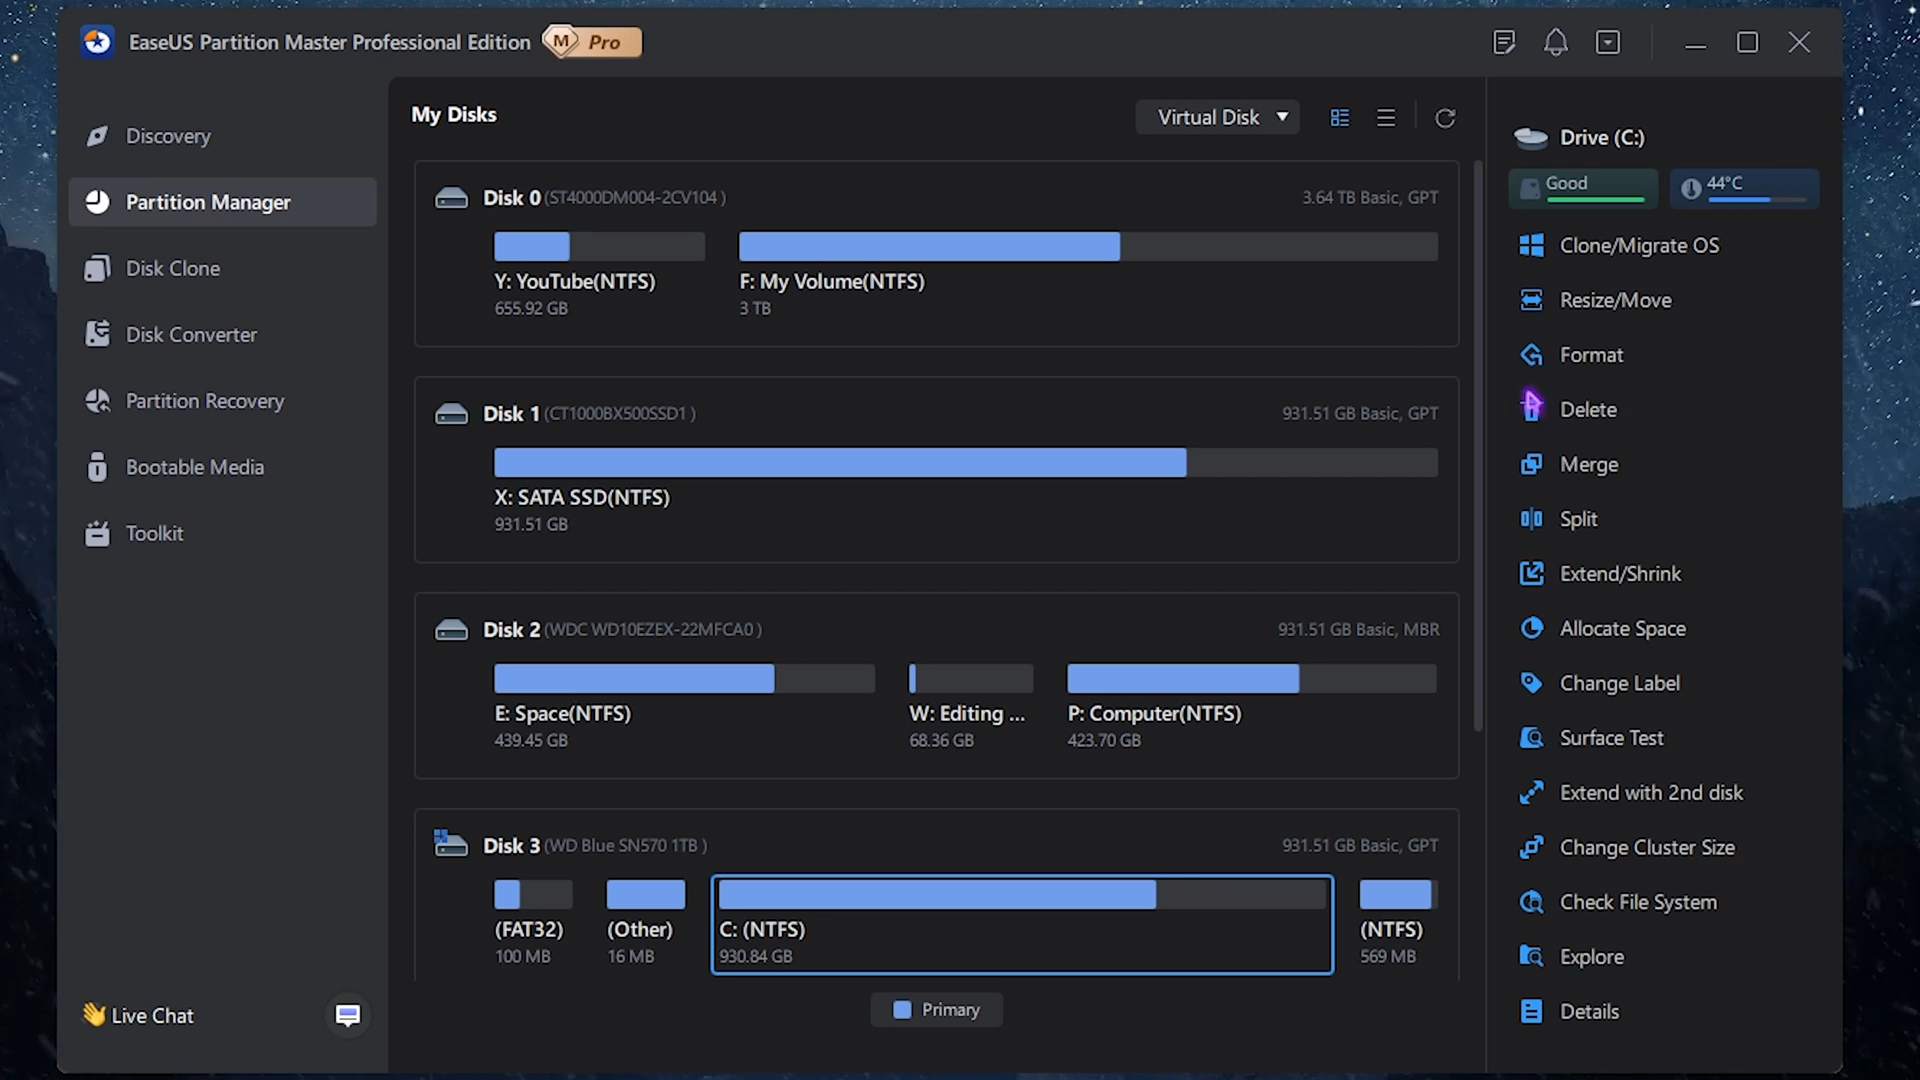 EaseUS Partition Master Professional Edition
M Pro
Discovery
Partition Manager
Disk Clone
Disk Converter
Partition Recovery
Bootable Media
Toolkit
Live Chat
My Disks
Virtual Disk
Disk 0 (ST4000DM004-2CV104 )
3.64 TB Basic, GPT
Y: YouTube(NTFS)
655.92 GB
F: My Volume(NTFS)
3 TB
Disk 1 (CT1000BX500SSD1 )
931.51 GB Basic, GPT
X: SATA SSD(NTFS)
931.51 GB
Disk 2 (WDC WD10EZEX-22MFCA0 )
931.51 GB Basic, MBR
E: Space(NTFS)
439.45 GB
W: Editing ...
68.36 GB
P: Computer(NTFS)
423.70 GB
Disk 3 (WD Blue SN570 1TB )
931.51 GB Basic, GPT
(FAT32)
100 MB
(Other)
16 MB
C: (NTFS)
930.84 GB
(NTFS)
569 MB
Primary
Drive (C:)
Good
44°C
Clone/Migrate OS
Resize/Move
Format
Delete
Merge
Split
Extend/Shrink
Allocate Space
Change Label
Surface Test
Extend with 2nd disk
Change Cluster Size
Check File System
Explore
Details